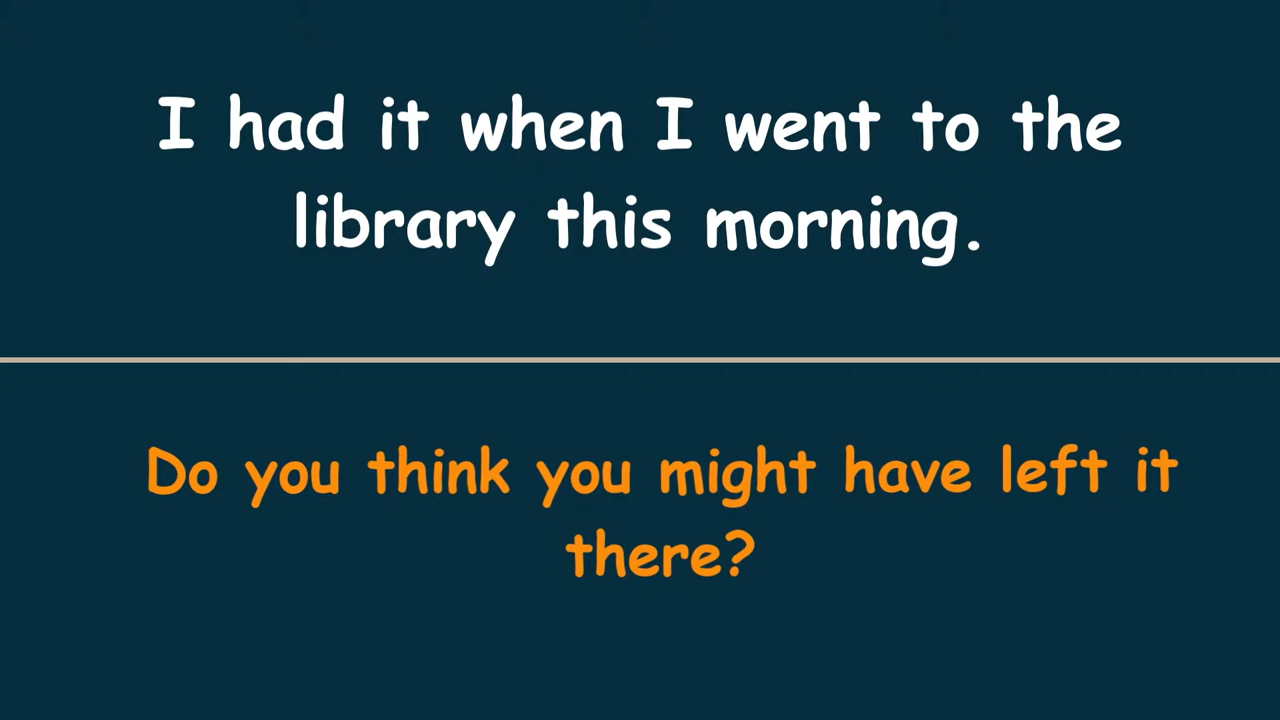 I had it when I went to the
library this morning.
Do you think you might have left it
there?